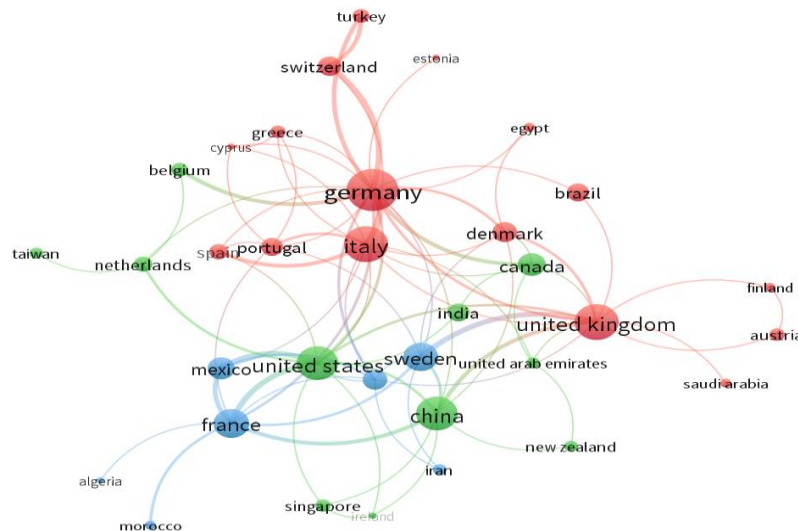 turkey
switzerland
estonia
greece
egypt
cyprus
belgium
germany
brazil
denmark
italy
portugal
spain
taiwan
netherlands
canada
finland
india
united kingdom
austria
sweden
united arab emirates
mexico
united states
saudi arabia
china
france
new zealand
iran
algeria
singapore
ireland
morocco